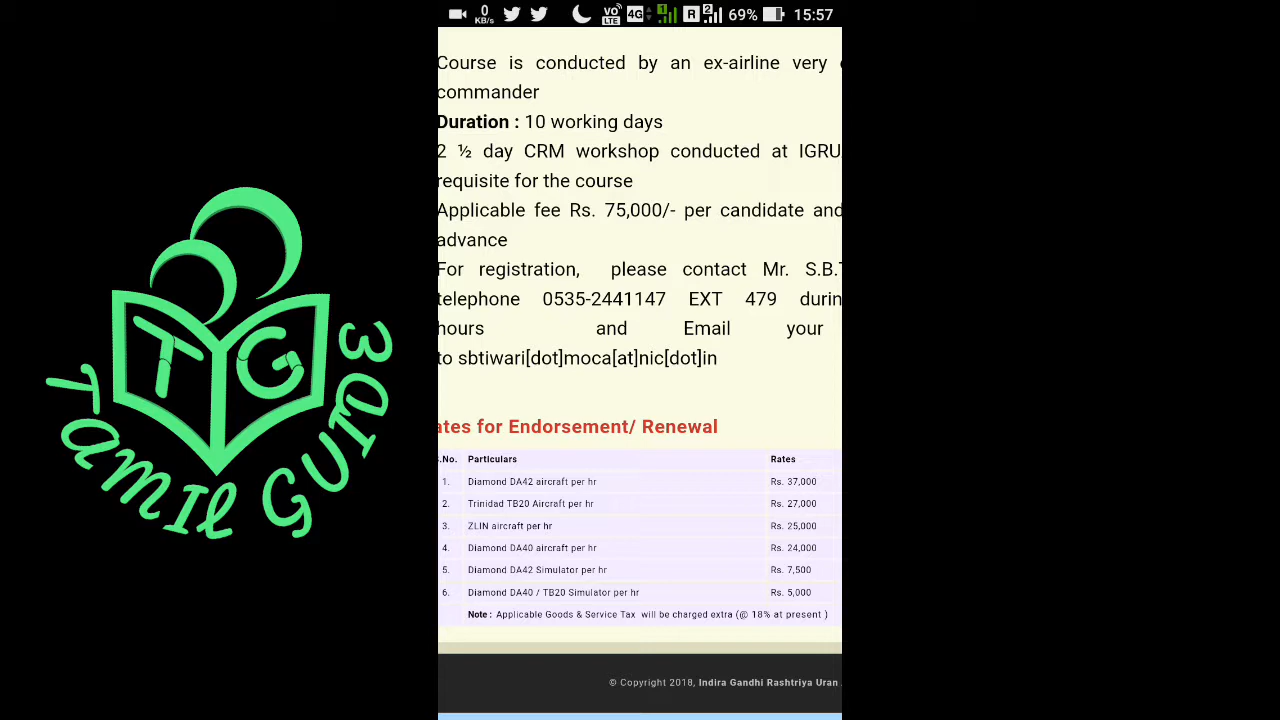 0
KB/s
VO
LTE
4G
1
R
2
69%
15:57
Course is conducted by an ex-airline very
commander
Duration : 10 working days
2 ½ day CRM workshop conducted at IGRU
requisite for the course
Applicable fee Rs. 75,000/- per candidate and
advance
For registration, please contact Mr. S.B.T
telephone 0535-2441147 EXT 479 durin
hours and Email your
to sbtiwari[dot]moca[at]nic[dot]in
ates for Endorsement/ Renewal
S.No. Particulars Rates
1. Diamond DA42 aircraft per hr Rs. 37,000
2. Trinidad TB20 Aircraft per hr Rs. 27,000
3. ZLIN aircraft per hr Rs. 25,000
4. Diamond DA40 aircraft per hr Rs. 24,000
5. Diamond DA42 Simulator per hr Rs. 7,500
6. Diamond DA40 / TB20 Simulator per hr Rs. 5,000
Note : Applicable Goods & Service Tax will be charged extra (@ 18% at present )
© Copyright 2018, Indira Gandhi Rashtriya Uran
TG
TAMIL GUIDE